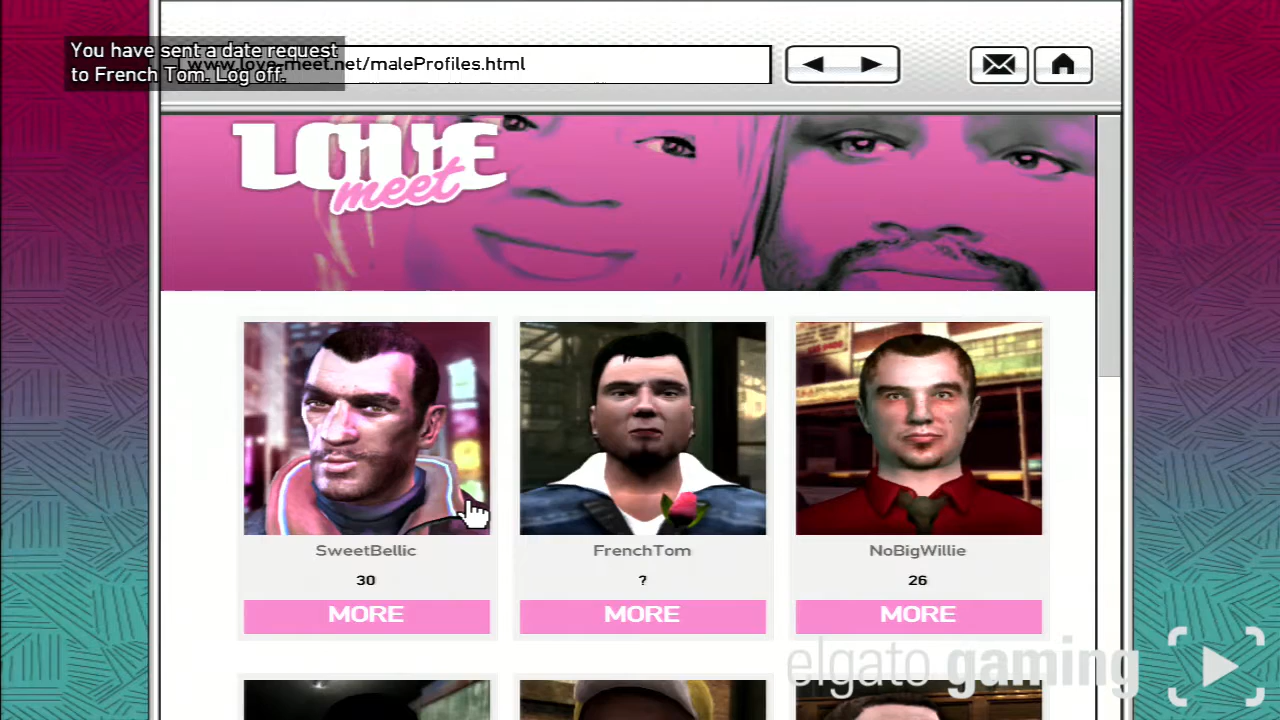 You have sent a date request
to French Tom. Log off.
www.love-meet.net/maleProfiles.html
LOVE
meet
SweetBellic
FrenchTom
NoBigWillie
30
?
26
MORE
MORE
MORE
elgato gaming